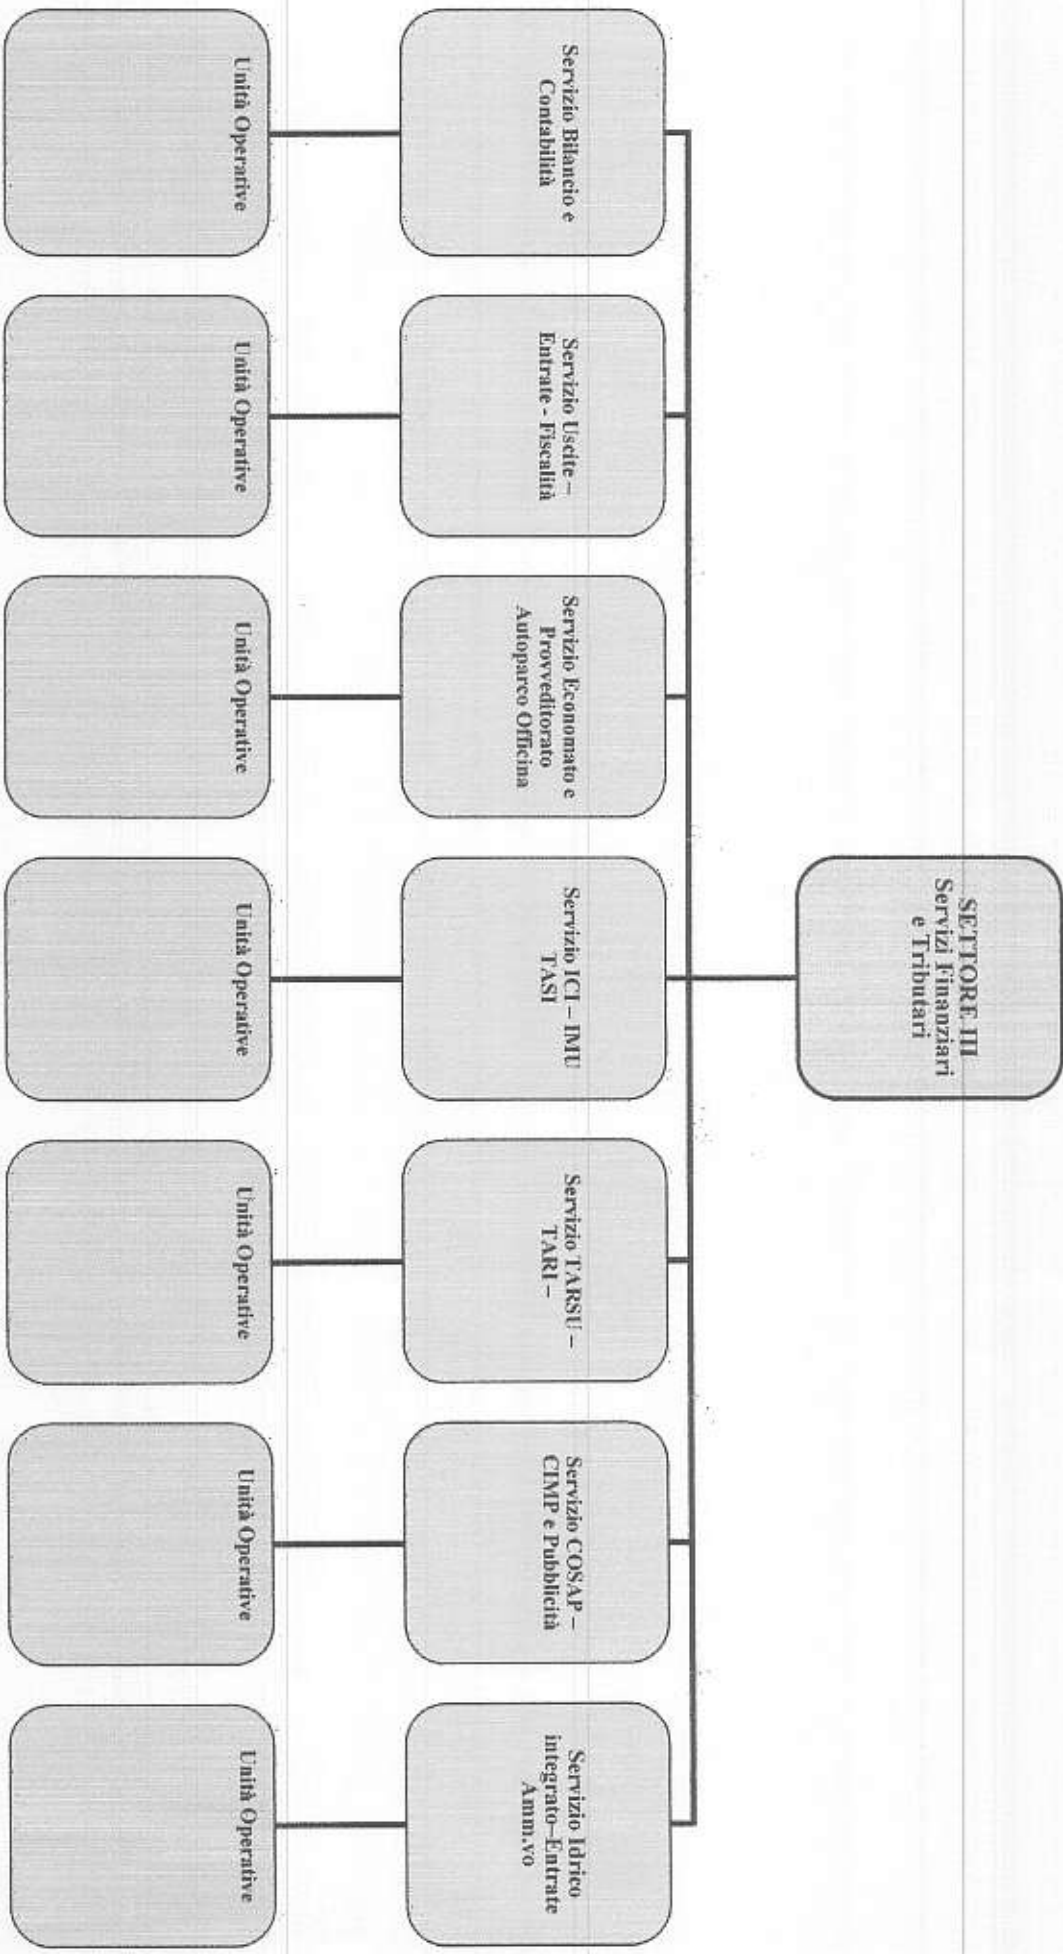 SETTORE III
Servizi Finanziari
e Tributari
Servizio Bilancio e
Contabilità
Servizio Uscite –
Entrate - Fiscalità
Servizio Economato e
Provveditorato
Autoparco Officina
Servizio ICI – IMU
TASI
Servizio TARSU –
TARI –
Servizio COSAP –
CIMP e Pubblicità
Servizio Idrico
integrato–Entrate
Amm.vo
Unità Operative
Unità Operative
Unità Operative
Unità Operative
Unità Operative
Unità Operative
Unità Operative